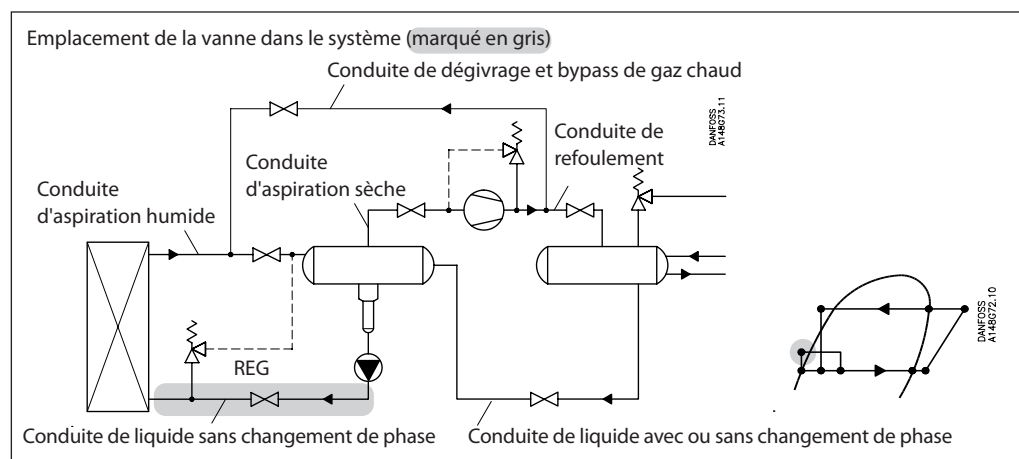 Emplacement de la vanne dans le système (marqué en gris)
Conduite de dégivrage et bypass de gaz chaud
DANFOSS
A148G73.11
Conduite de
refoulement
Conduite
d'aspiration sèche
Conduite
d'aspiration humide
DANFOSS
A148G72.10
REG
Conduite de liquide sans changement de phase
Conduite de liquide avec ou sans changement de phase